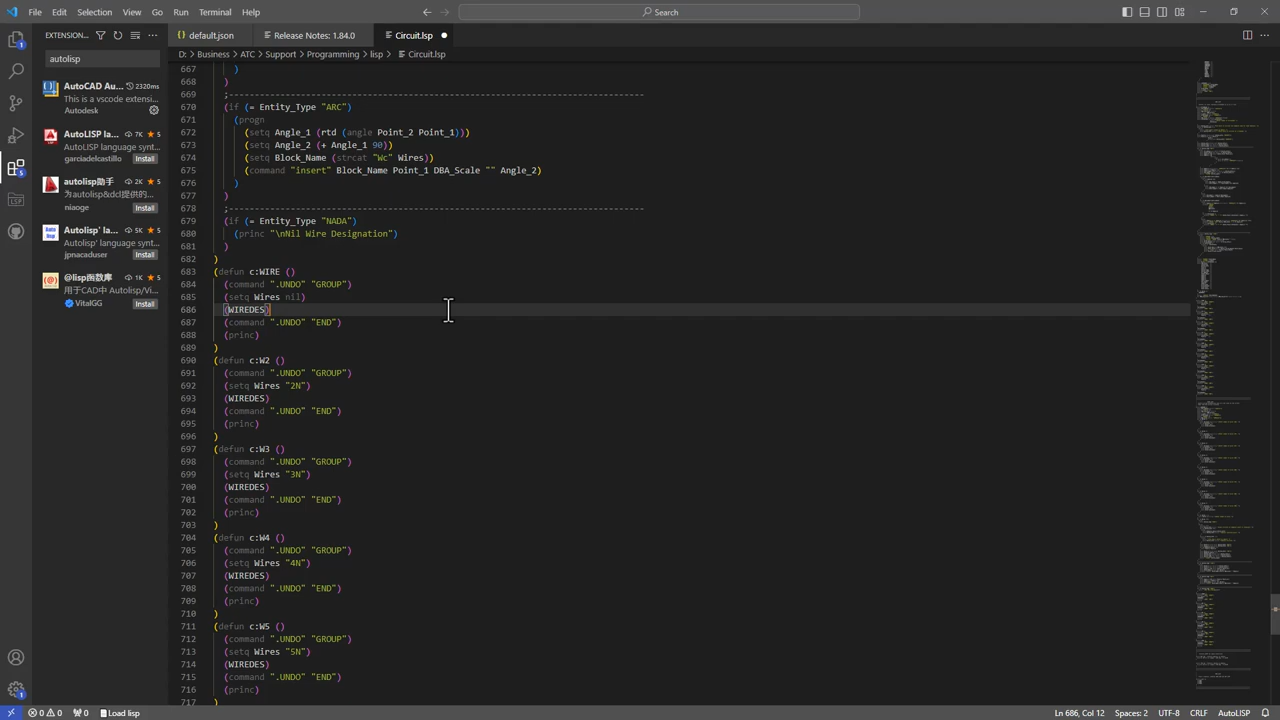 File Edit Selection View Go Run Terminal Help
Search
EXTENSION...
default.json
Release Notes: 1.84.0
Circuit.lsp
D: > Business > ATC > Support > Programming > lisp > Circuit.lsp
autolisp
AutoCAD Au... 2320ms
This is a vscode extens...
Autodesk
AutoLISP la... 7K 5
AutoLISP language synt...
garciadelcastillo Install
autolisp助手 2K 5
为autolisp&dcl提供的...
miaoge Install
Autolisp la... 1K
Autolisp' language synt...
jpnacaduser Install
@lisp函数库 1K 5
用于CAD中 Autolisp/Vi...
VitalGG Install
667 )
668 )
669 ;-----------------------------------------------------------------------------------
670 (if (= Entity_Type "ARC")
671 (progn
672 (setq Angle_1 (rtd (angle Point_2 Point_1)))
673 (setq Angle_2 (+ Angle_1 90))
674 (setq Block_Name (strcat "Wc" Wires))
675 (command "insert" Block_Name Point_1 DBA_Scale "" Angle_2)
676 )
677 )
678 ;-----------------------------------------------------------------------------------
679 (if (= Entity_Type "NADA")
680 (princ "\nNil Wire Designation")
681 )
682 )
683 (defun c:WIRE ()
684 (command ".UNDO" "GROUP")
685 (setq Wires nil)
686 (WIREDES)
687 (command ".UNDO" "END")
688 (princ)
689 )
690 (defun c:W2 ()
691 (command ".UNDO" "GROUP")
692 (setq Wires "2N")
693 (WIREDES)
694 (command ".UNDO" "END")
695 (princ)
696 )
697 (defun c:W3 ()
698 (command ".UNDO" "GROUP")
699 (setq Wires "3N")
700 (WIREDES)
701 (command ".UNDO" "END")
702 (princ)
703 )
704 (defun c:W4 ()
705 (command ".UNDO" "GROUP")
706 (setq Wires "4N")
707 (WIREDES)
708 (command ".UNDO" "END")
709 (princ)
710 )
711 (defun c:W5 ()
712 (command ".UNDO" "GROUP")
713 (setq Wires "5N")
714 (WIREDES)
715 (command ".UNDO" "END")
716 (princ)
717 )
0 0 0 Load lisp
Ln 686, Col 12 Spaces: 2 UTF-8 CRLF AutoLISP